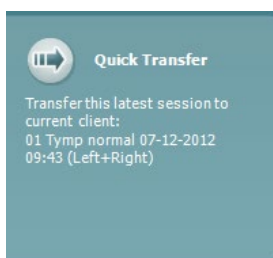 Quick Transfer
Transfer this latest session to
current client:
01 Tymp normal 07-12-2012
09:43 (Left+Right)